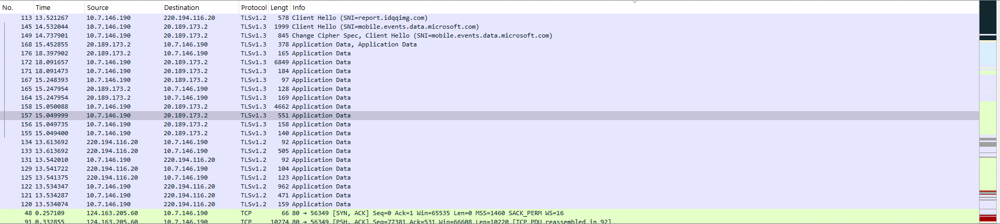 No. Time Source Destination Protocol Lengt Info
113 13.521267 10.7.146.190 220.194.116.20 TLSv1.2 578 Client Hello (SNI=report.idqqimg.com)
145 14.532044 10.7.146.190 20.189.173.2 TLSv1.3 1999 Client Hello (SNI=mobile.events.data.microsoft.com)
149 14.737901 10.7.146.190 20.189.173.2 TLSv1.3 845 Change Cipher Spec, Client Hello (SNI=mobile.events.data.microsoft.com)
168 15.452855 20.189.173.2 10.7.146.190 TLSv1.3 378 Application Data, Application Data
176 18.397902 20.189.173.2 10.7.146.190 TLSv1.3 165 Application Data
172 18.091657 10.7.146.190 20.189.173.2 TLSv1.3 6849 Application Data
171 18.091473 10.7.146.190 20.189.173.2 TLSv1.3 184 Application Data
167 15.248393 10.7.146.190 20.189.173.2 TLSv1.3 97 Application Data
165 15.247954 20.189.173.2 10.7.146.190 TLSv1.3 128 Application Data
164 15.247954 20.189.173.2 10.7.146.190 TLSv1.3 169 Application Data
158 15.050088 10.7.146.190 20.189.173.2 TLSv1.3 4662 Application Data
157 15.049999 10.7.146.190 20.189.173.2 TLSv1.3 551 Application Data
156 15.049735 10.7.146.190 20.189.173.2 TLSv1.3 158 Application Data
155 15.049400 10.7.146.190 20.189.173.2 TLSv1.3 140 Application Data
134 13.613692 220.194.116.20 10.7.146.190 TLSv1.2 92 Application Data
133 13.613692 220.194.116.20 10.7.146.190 TLSv1.2 505 Application Data
131 13.542010 10.7.146.190 220.194.116.20 TLSv1.2 92 Application Data
129 13.541722 220.194.116.20 10.7.146.190 TLSv1.2 104 Application Data
125 13.541375 220.194.116.20 10.7.146.190 TLSv1.2 123 Application Data
122 13.534347 10.7.146.190 220.194.116.20 TLSv1.2 962 Application Data
121 13.534287 10.7.146.190 220.194.116.20 TLSv1.2 471 Application Data
120 13.534074 10.7.146.190 220.194.116.20 TLSv1.2 159 Application Data
48 0.257109 124.163.205.60 10.7.146.190 TCP 66 80 → 56349 [SYN, ACK] Seq=0 Ack=1 Win=65535 Len=0 MSS=1460 SACK_PERM WS=16
91 0.332855 124.163.205.60 10.7.146.190 TCP 10274 80 → 56349 [PSH, ACK] Seq=77381 Ack=531 Win=66608 Len=10220 [TCP PDU reassembled in 92]